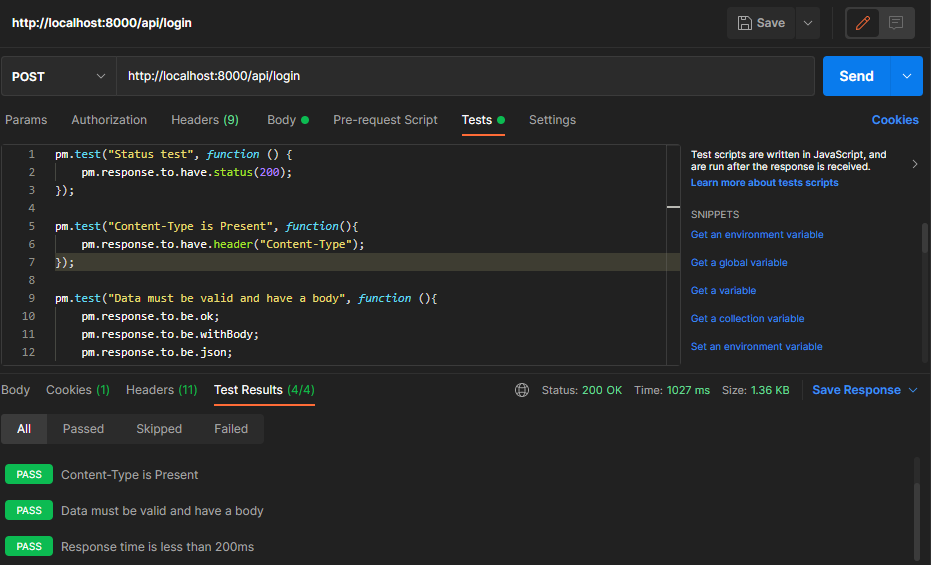 http://localhost:8000/api/login
Save
POST
http://localhost:8000/api/login
Send
Params Authorization Headers (9) Body Pre-request Script Tests Settings Cookies
1 pm.test("Status test", function () {
2 pm.response.to.have.status(200);
3 });
4
5 pm.test("Content-Type is Present", function(){
6 pm.response.to.have.header("Content-Type");
7 });
8
9 pm.test("Data must be valid and have a body", function (){
10 pm.response.to.be.ok;
11 pm.response.to.be.withBody;
12 pm.response.to.be.json;
Test scripts are written in JavaScript, and
are run after the response is received.
Learn more about tests scripts
SNIPPETS
Get an environment variable
Get a global variable
Get a variable
Get a collection variable
Set an environment variable
Body Cookies (1) Headers (11) Test Results (4/4) Status: 200 OK Time: 1027 ms Size: 1.36 KB Save Response
All Passed Skipped Failed
PASS Content-Type is Present
PASS Data must be valid and have a body
PASS Response time is less than 200ms